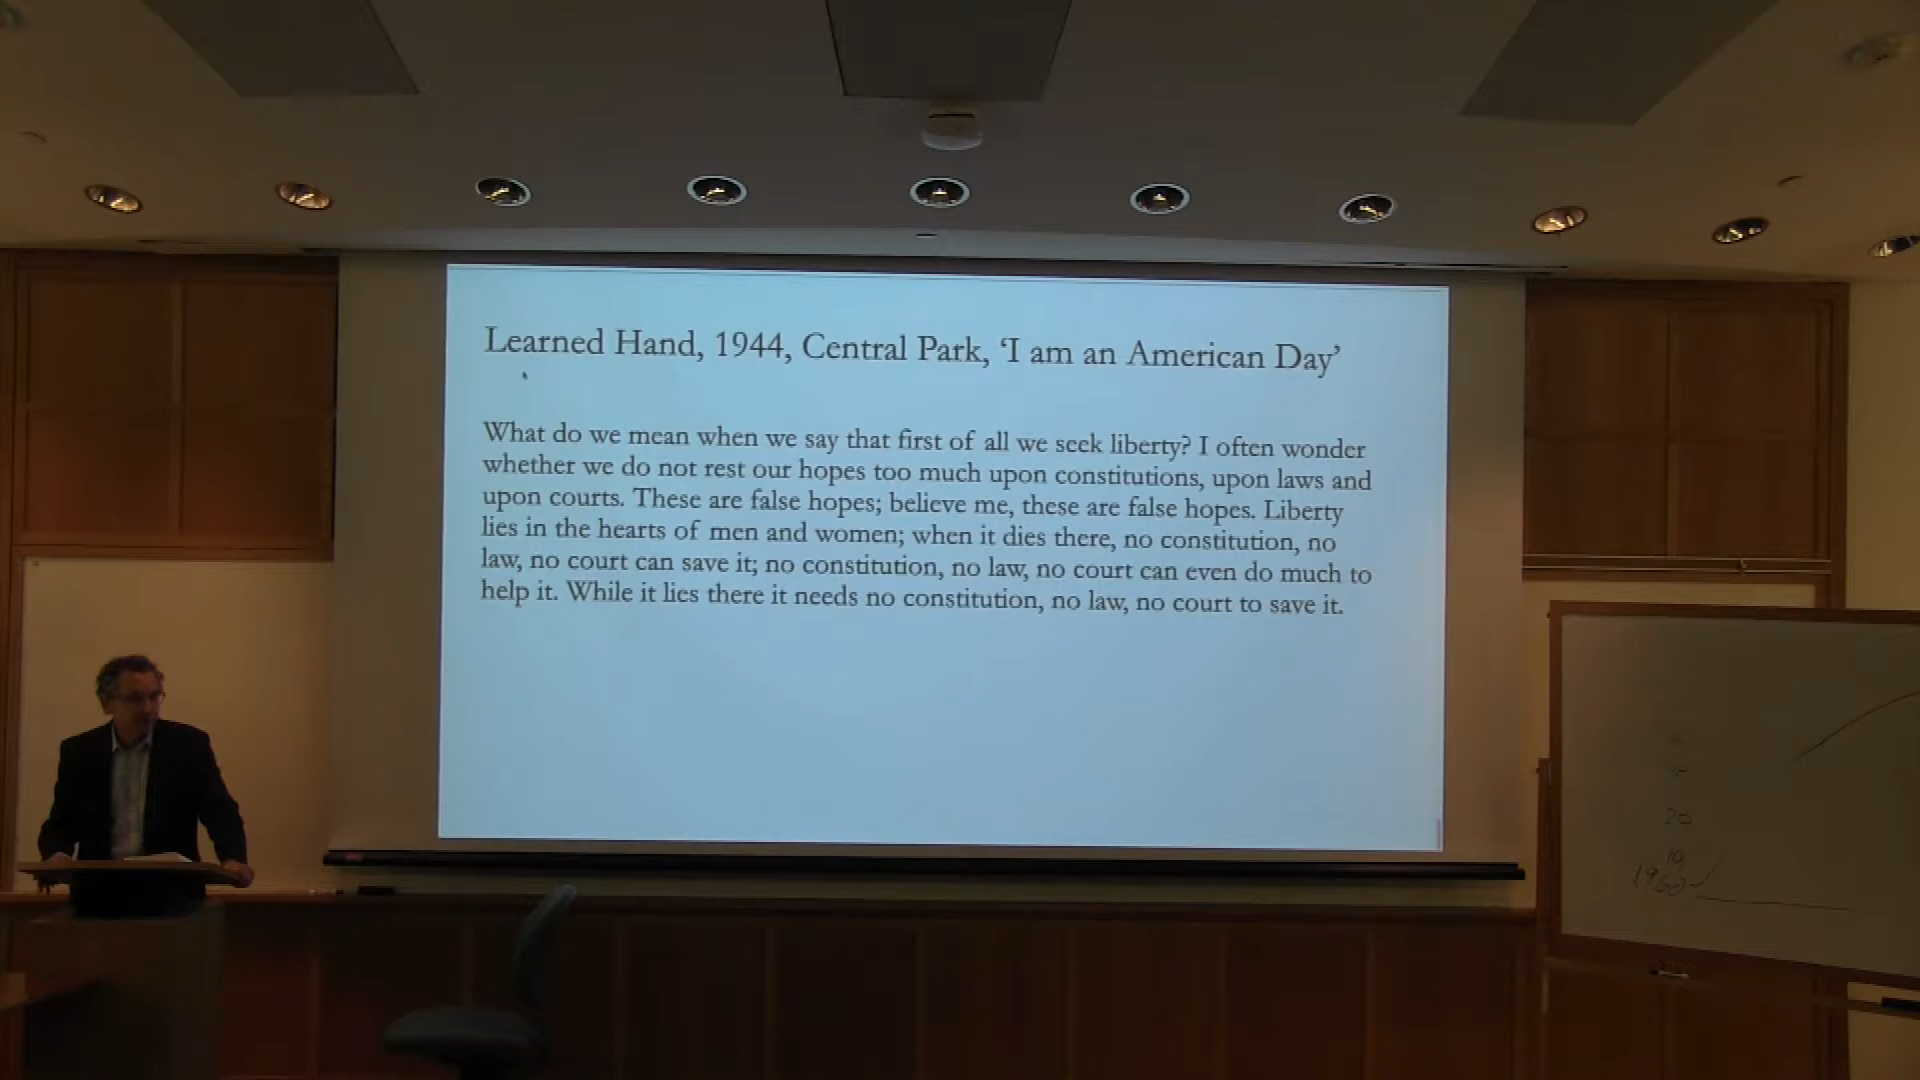 Learned Hand, 1944, Central Park, ‘I am an American Day’
What do we mean when we say that first of all we seek liberty? I often wonder
whether we do not rest our hopes too much upon constitutions, upon laws and
upon courts. These are false hopes; believe me, these are false hopes. Liberty
lies in the hearts of men and women; when it dies there, no constitution, no
law, no court can save it; no constitution, no law, no court can even do much to
help it. While it lies there it needs no constitution, no law, no court to save it.
20
10
1960